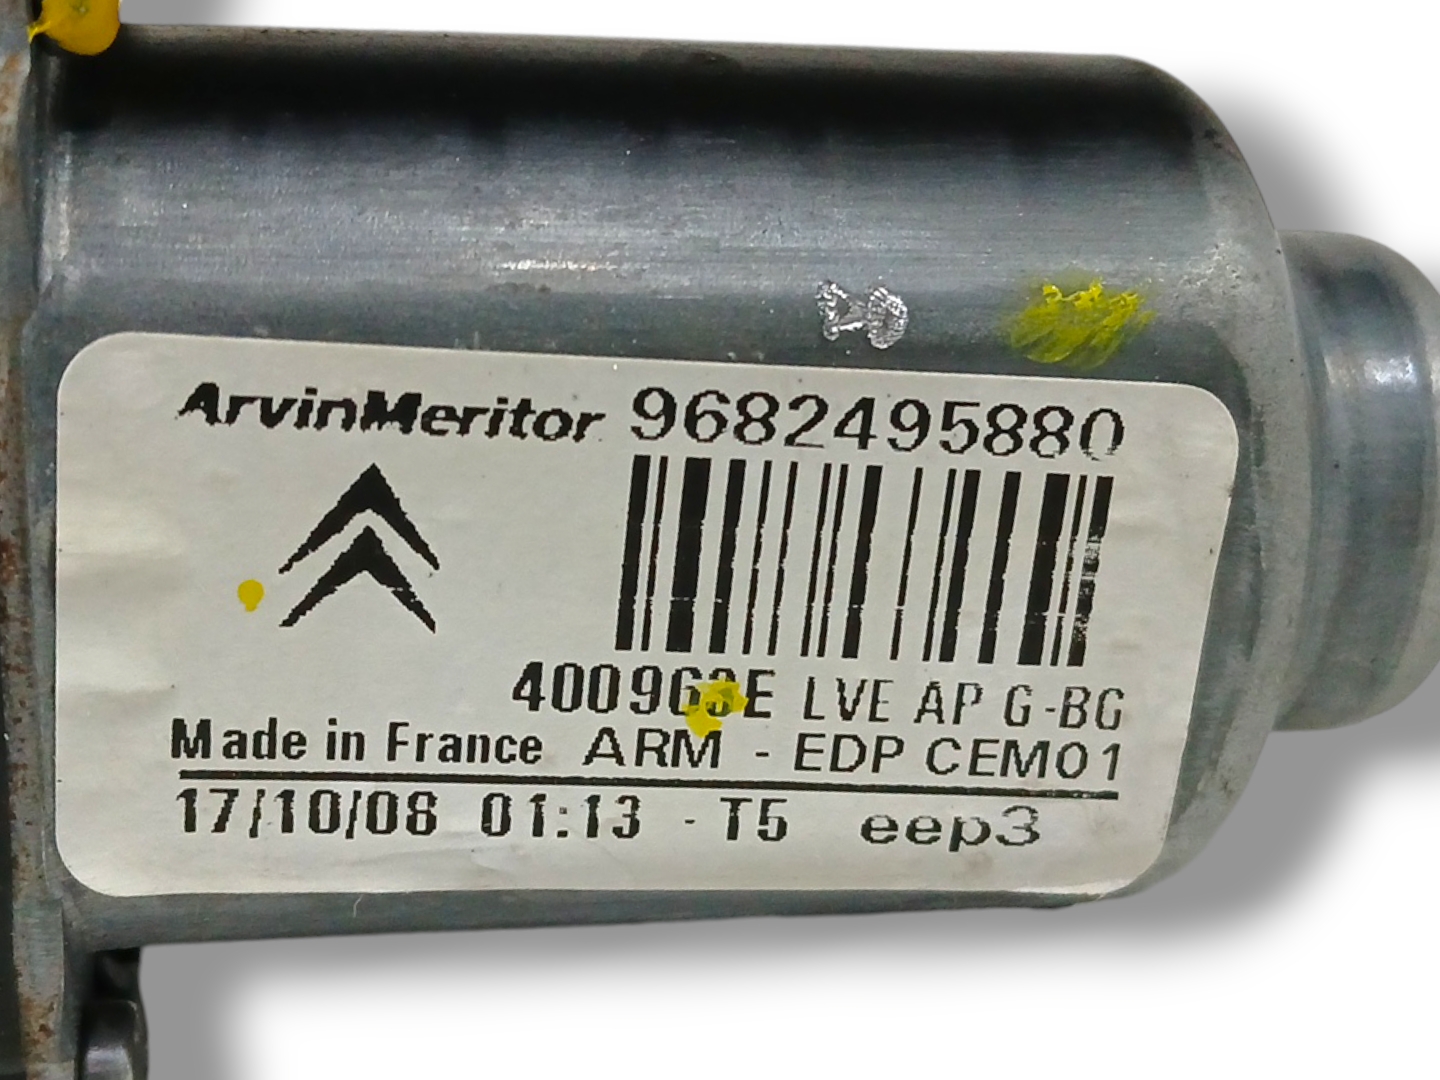 ArvinMeritor 9682495880
LVE AP G-BG
Made in France ARM - EDP CEM01
17/10/08 01:13 - T5 eep3